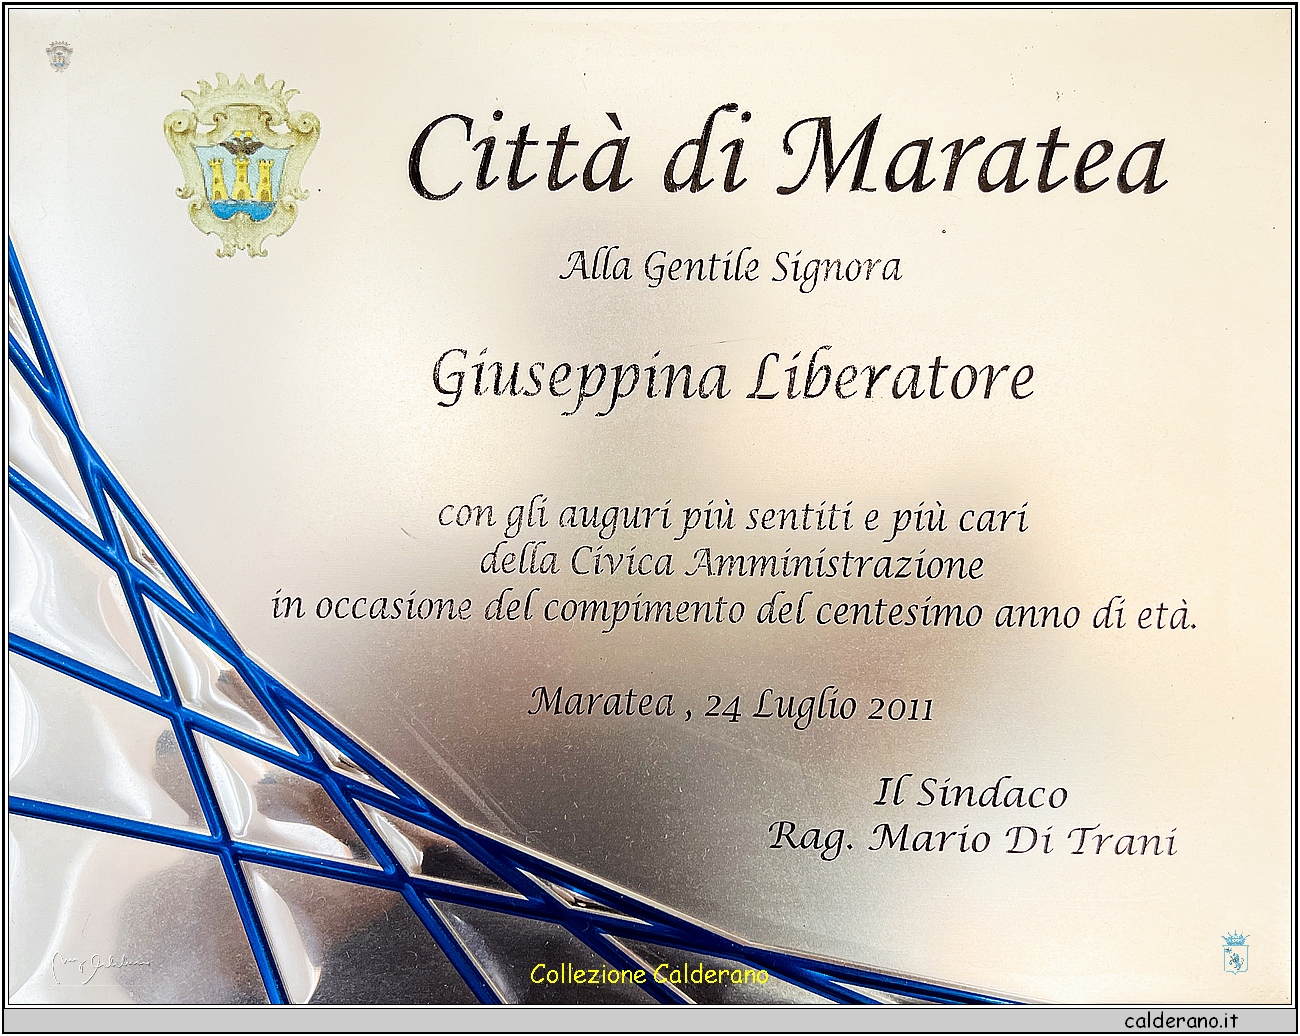 Città di Maratea
Alla Gentile Signora
Giuseppina Liberatore
con gli auguri più sentiti e più cari
della Civica Amministrazione
in occasione del compimento del centesimo anno di età.
Maratea , 24 Luglio 2011
Il Sindaco
Rag. Mario Di Trani
Collezione Calderano
calderano.it